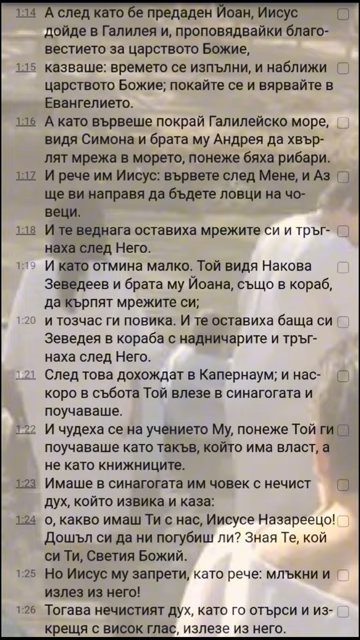 1:14 А след като бе предаден Йоан, Иисус
дойде в Галилея и, проповядвайки благо-
вестието за царството Божие,
1:15 казваше: времето се изпълни, и наближи
царството Божие; покайте се и вярвайте в
Евангелието.
1:16 А като вървеше покрай Галилейско море,
видя Симона и брата му Андрея да хвър-
лят мрежа в морето, понеже бяха рибари.
1:17 И рече им Иисус: вървете след Мене, и Аз
ще ви направя да бъдете ловци на чо-
веци.
1:18 И те веднага оставиха мрежите си и тръг-
наха след Него.
1:19 И като отмина малко. Той видя Накова
Зеведеев и брата му Йоана, също в кораб,
да кърпят мрежите си;
1:20 и тозчас ги повика. И те оставиха баща си
Зеведея в кораба с надничарите и тръг-
наха след Него.
1:21 След това дохождат в Капернаум; и нас-
коро в събота Той влезе в синагогата и
поучаваше.
1:22 И чудеха се на учението Му, понеже Той ги
поучаваше като такъв, който има власт, а
не като книжниците.
1:23 Имаше в синагогата им човек с нечист
дух, който извика и каза:
1:24 о, какво имаш Ти с нас, Иисусе Назареецо!
Дошъл си да ни погубиш ли? Зная Те, кой
си Ти, Светия Божий.
1:25 Но Иисус му запрети, като рече: млъкни и
излез из него!
1:26 Тогава нечистият дух, като го отърси и из-
крещя с висок глас, излезе из него.